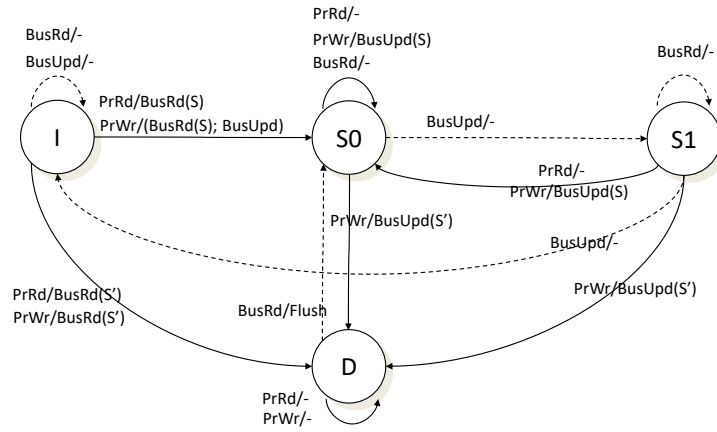 PrRd/-
PrWr/BusUpd(S)
BusRd/-
BusRd/-
BusUpd/-
BusRd/-
PrRd/BusRd(S)
PrWr/(BusRd(S); BusUpd)
I
S0
S1
BusUpd/-
PrRd/-
PrWr/BusUpd(S)
PrWr/BusUpd(S’)
BusUpd/-
PrRd/BusRd(S’)
PrWr/BusRd(S’)
BusRd/Flush
PrWr/BusUpd(S’)
D
PrRd/-
PrWr/-